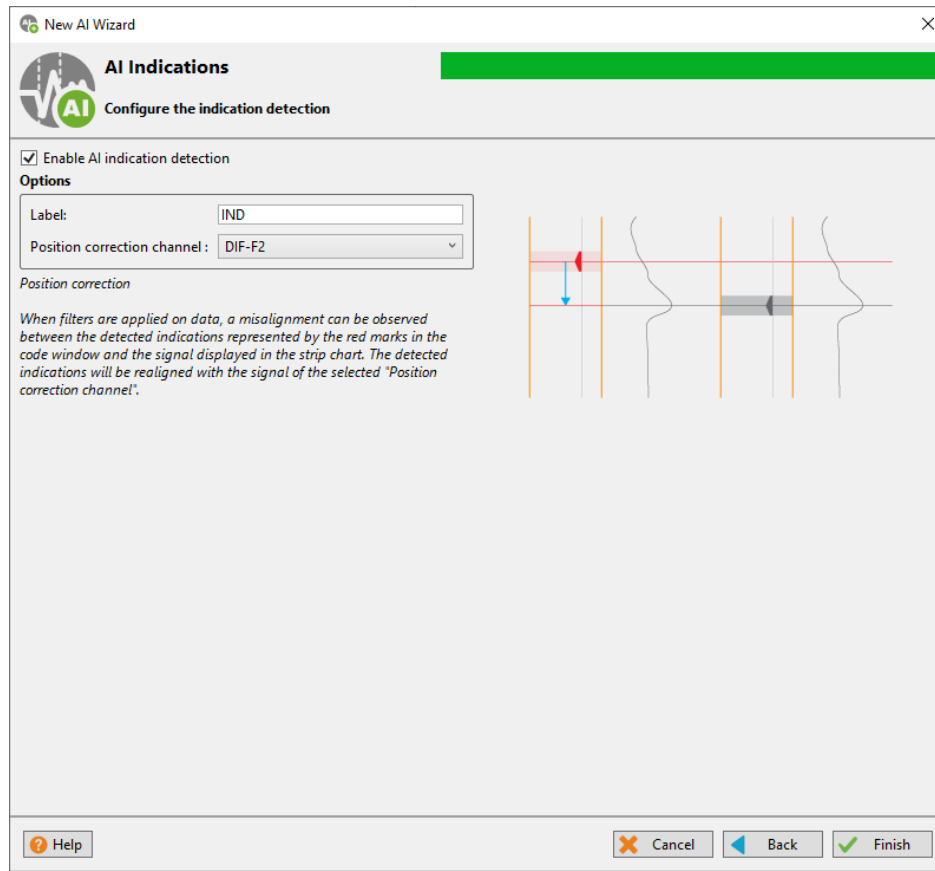 New AI Wizard
AI Indications
AI
Configure the indication detection
Enable AI indication detection
Options
Label:
IND
Position correction channel :
DIF-F2
Position correction
When filters are applied on data, a misalignment can be observed
between the detected indications represented by the red marks in the
code window and the signal displayed in the strip chart. The detected
indications will be realigned with the signal of the selected "Position
correction channel".
? Help
Cancel
Back
Finish